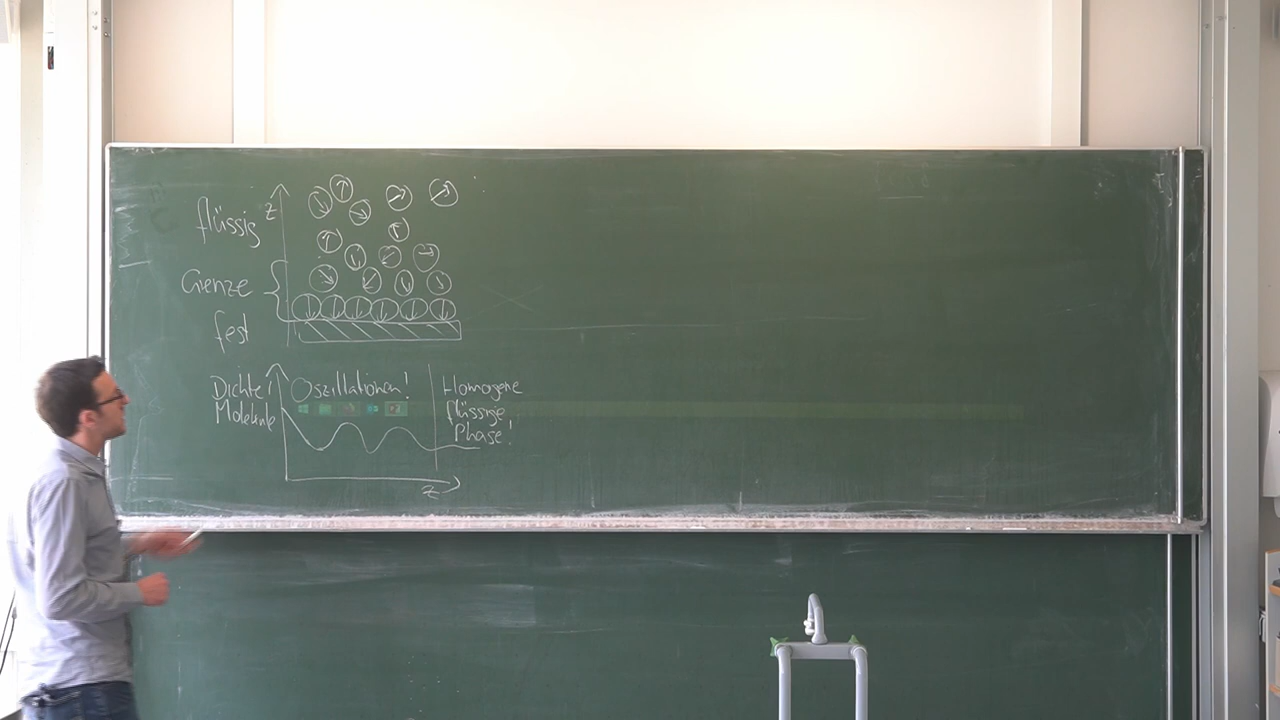 flüssig
z
Grenze
fest
Dichte
Moleküle
Oszillationen!
Homogene
flüssige
Phase!
z